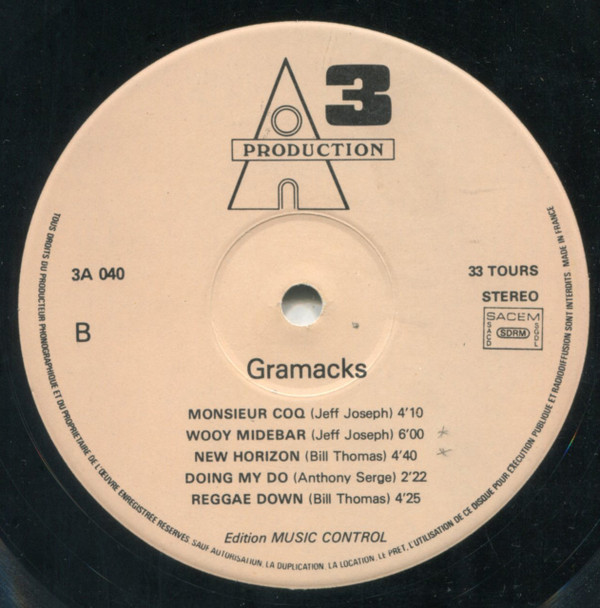 3
PRODUCTION
3A 040
33 TOURS
STEREO
B
SACEM
SACD
SDRM
SGDL
Gramacks
MONSIEUR COQ (Jeff Joseph) 4'10
WOOY MIDEBAR (Jeff Joseph) 6'00
NEW HORIZON (Bill Thomas) 4'40
DOING MY DO (Anthony Serge) 2'22
REGGAE DOWN (Bill Thomas) 4'25
Edition MUSIC CONTROL
TOUS DROITS DU PRODUCTEUR PHONOGRAPHIQUE ET DU PROPRIETAIRE DE L'ŒUVRE ENREGISTRÉE RESERVES. SAUF AUTORISATION, LA DUPLICATION, LA LOCATION, LE PRET, L'UTILISATION DE CE DISQUE POUR EXECUTION PUBLIQUE ET RADIODIFFUSION SONT INTERDITS. MADE IN FRANCE